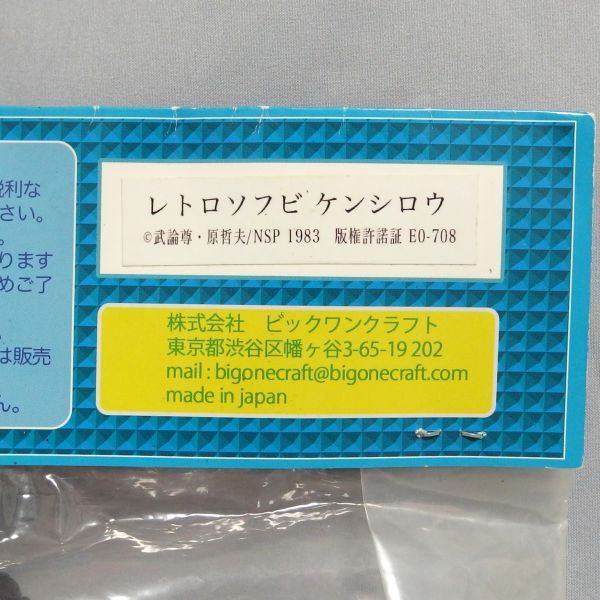 利な
さい。
。
ります
めご了
。
は販売
ん。
レトロソフビ ケンシロウ
©武論尊・原哲夫/NSP 1983 版権許諾証 EO-708
株式会社 ビックワンクラフト
東京都渋谷区幡ヶ谷3-65-19 202
mail : bigonecraft@bigonecraft.com
made in japan